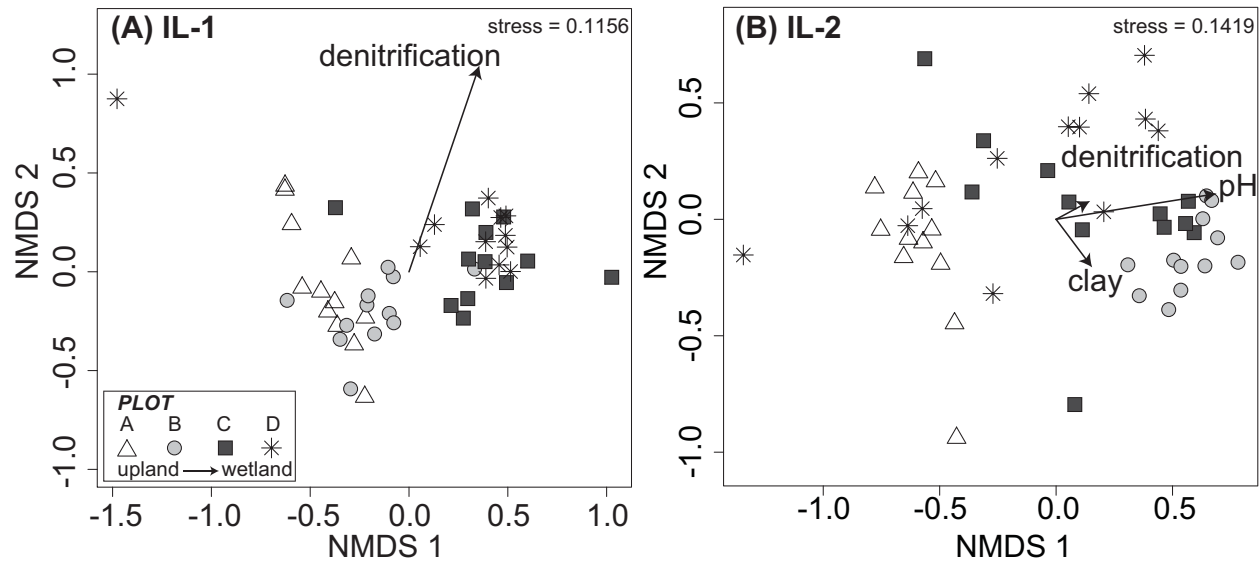 (A) IL-1
stress = 0.1156
denitrification
NMDS 2
1.0
0.5
0.0
-0.5
-1.0
PLOT
A B C D
upland wetland
-1.5 -1.0 -0.5 0.0 0.5 1.0
NMDS 1
(B) IL-2
stress = 0.1419
denitrification
pH
clay
NMDS 2
0.5
0.0
-0.5
-1.0
-1.0 -0.5 0.0 0.5
NMDS 1